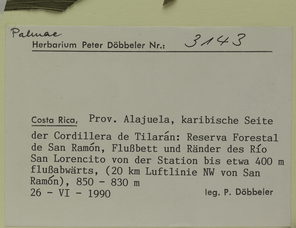 Palmae
Herbarium Peter Döbbeler Nr.: 3143
Costa Rica, Prov. Alajuela, karibische Seite
der Cordillera de Tilarán: Reserva Forestal
de San Ramón, Flußbett und Ränder des Río
San Lorencito von der Station bis etwa 400 m
flußabwärts, (20 km Luftlinie NW von San
Ramón), 850 - 830 m
26 - VI - 1990 leg. P. Döbbeler